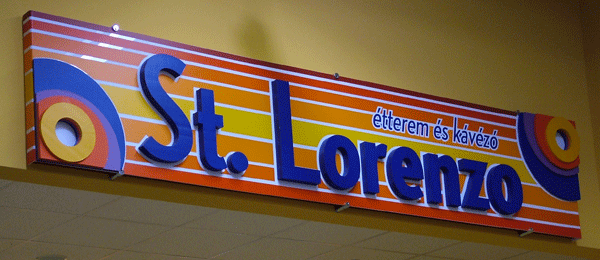 étterem és kávézó
St. Lorenzo